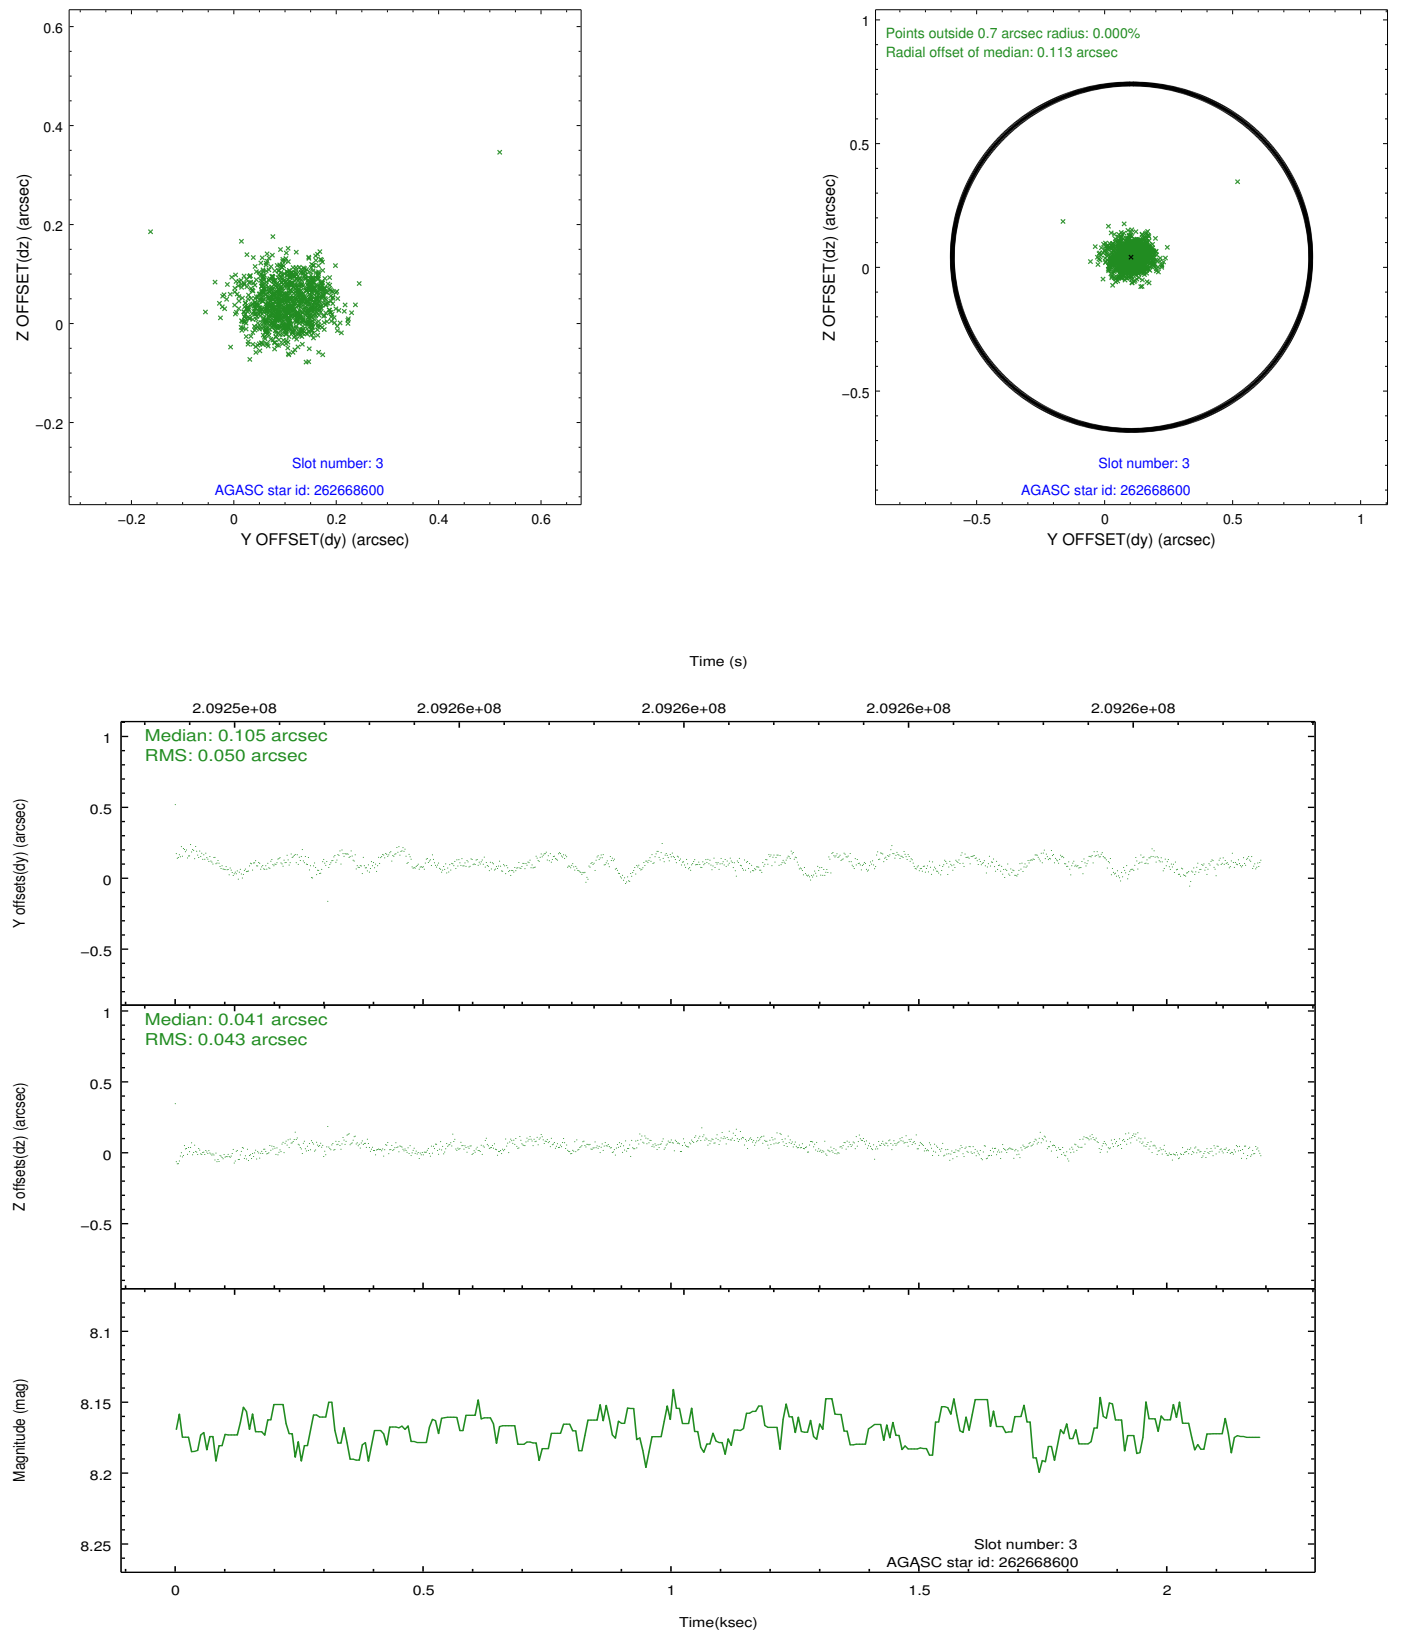 0.6
0.4
0.2
0
−0.2
Z OFFSET(dz) (arcsec)
Slot number: 3
AGASC star id: 262668600
−0.2 0 0.2 0.4 0.6
Y OFFSET(dy) (arcsec)
Points outside 0.7 arcsec radius: 0.000%
Radial offset of median: 0.113 arcsec
1
0.5
0
−0.5
Z OFFSET(dz) (arcsec)
Slot number: 3
AGASC star id: 262668600
−0.5 0 0.5 1
Y OFFSET(dy) (arcsec)
Time (s)
2.0925e+08 2.0926e+08 2.0926e+08 2.0926e+08 2.0926e+08
Median: 0.105 arcsec
RMS: 0.050 arcsec
1
0.5
0
−0.5
Y offsets(dy) (arcsec)
Median: 0.041 arcsec
RMS: 0.043 arcsec
1
0.5
0
−0.5
Z offsets(dz) (arcsec)
8.1
8.15
8.2
8.25
Magnitude (mag)
Slot number: 3
AGASC star id: 262668600
0 0.5 1 1.5 2
Time(ksec)